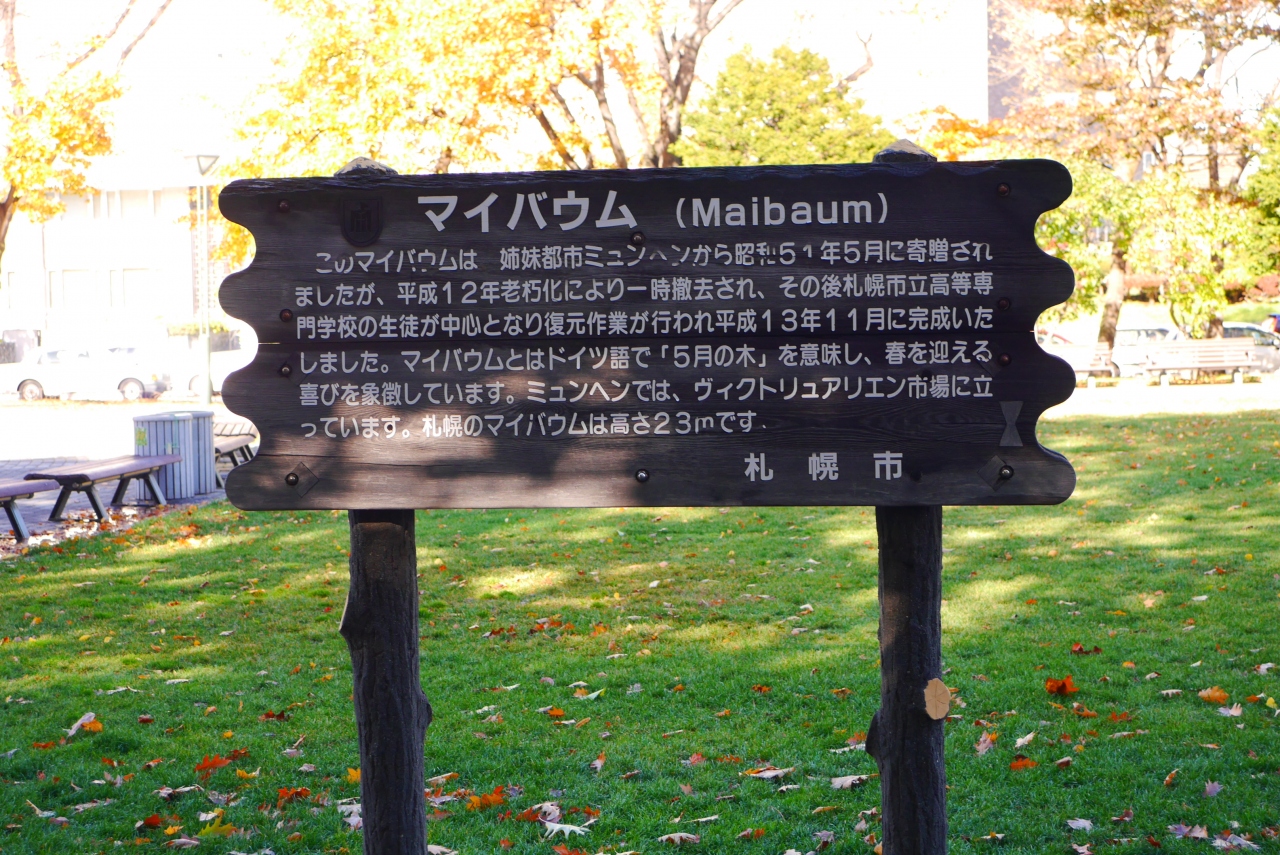 マイバウム (Maibaum)
このマイバウムは 姉妹都市ミュンヘンから昭和51年5月に寄贈され
ましたが、平成12年老朽化により一時撤去され、その後札幌市立高等専
門学校の生徒が中心となり復元作業が行われ平成13年11月に完成いた
しました。マイバウムとはドイツ語で「5月の木」を意味し、春を迎える
喜びを象徴しています。ミュンヘンでは、ヴィクトリュアリエン市場に立
っています。札幌のマイバウムは高さ23mです.
札幌市